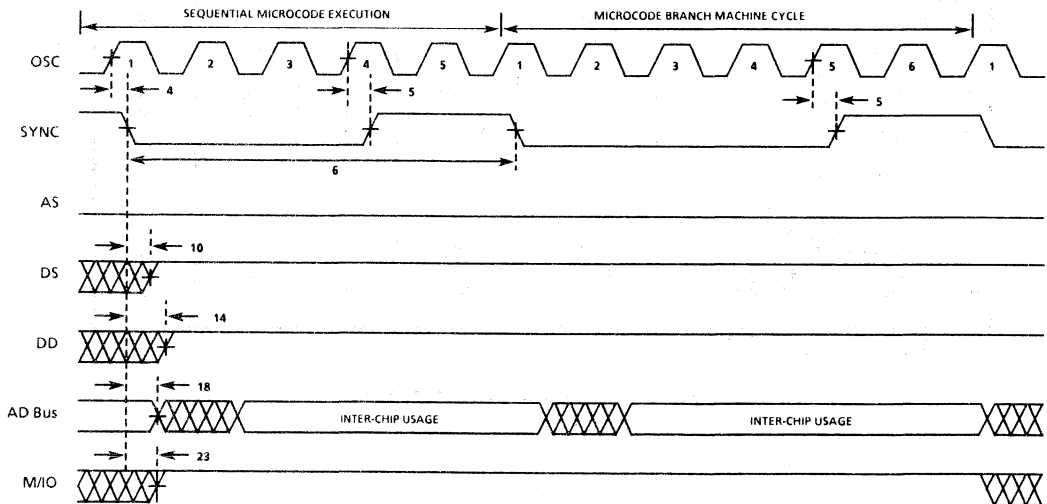 SEQUENTIAL MICROCODE EXECUTION MICROCODE BRANCH MACHINE CYCLE
OSC 1 2 3 4 5 1 2 3 4 5 6 1
4 5 5
SYNC
6
AS
10
DS
14
DD
18
AD Bus INTER-CHIP USAGE INTER-CHIP USAGE
23
M/IO